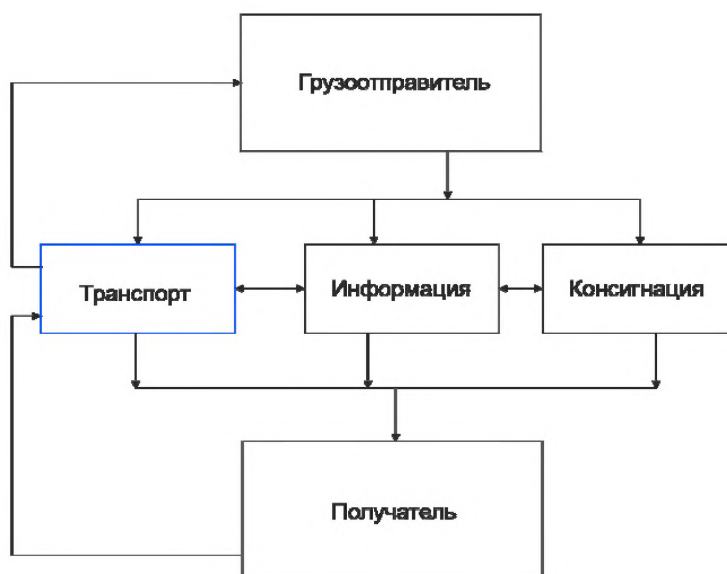 Грузоотправитель
Транспорт
Информация
Консигнация
Получатель